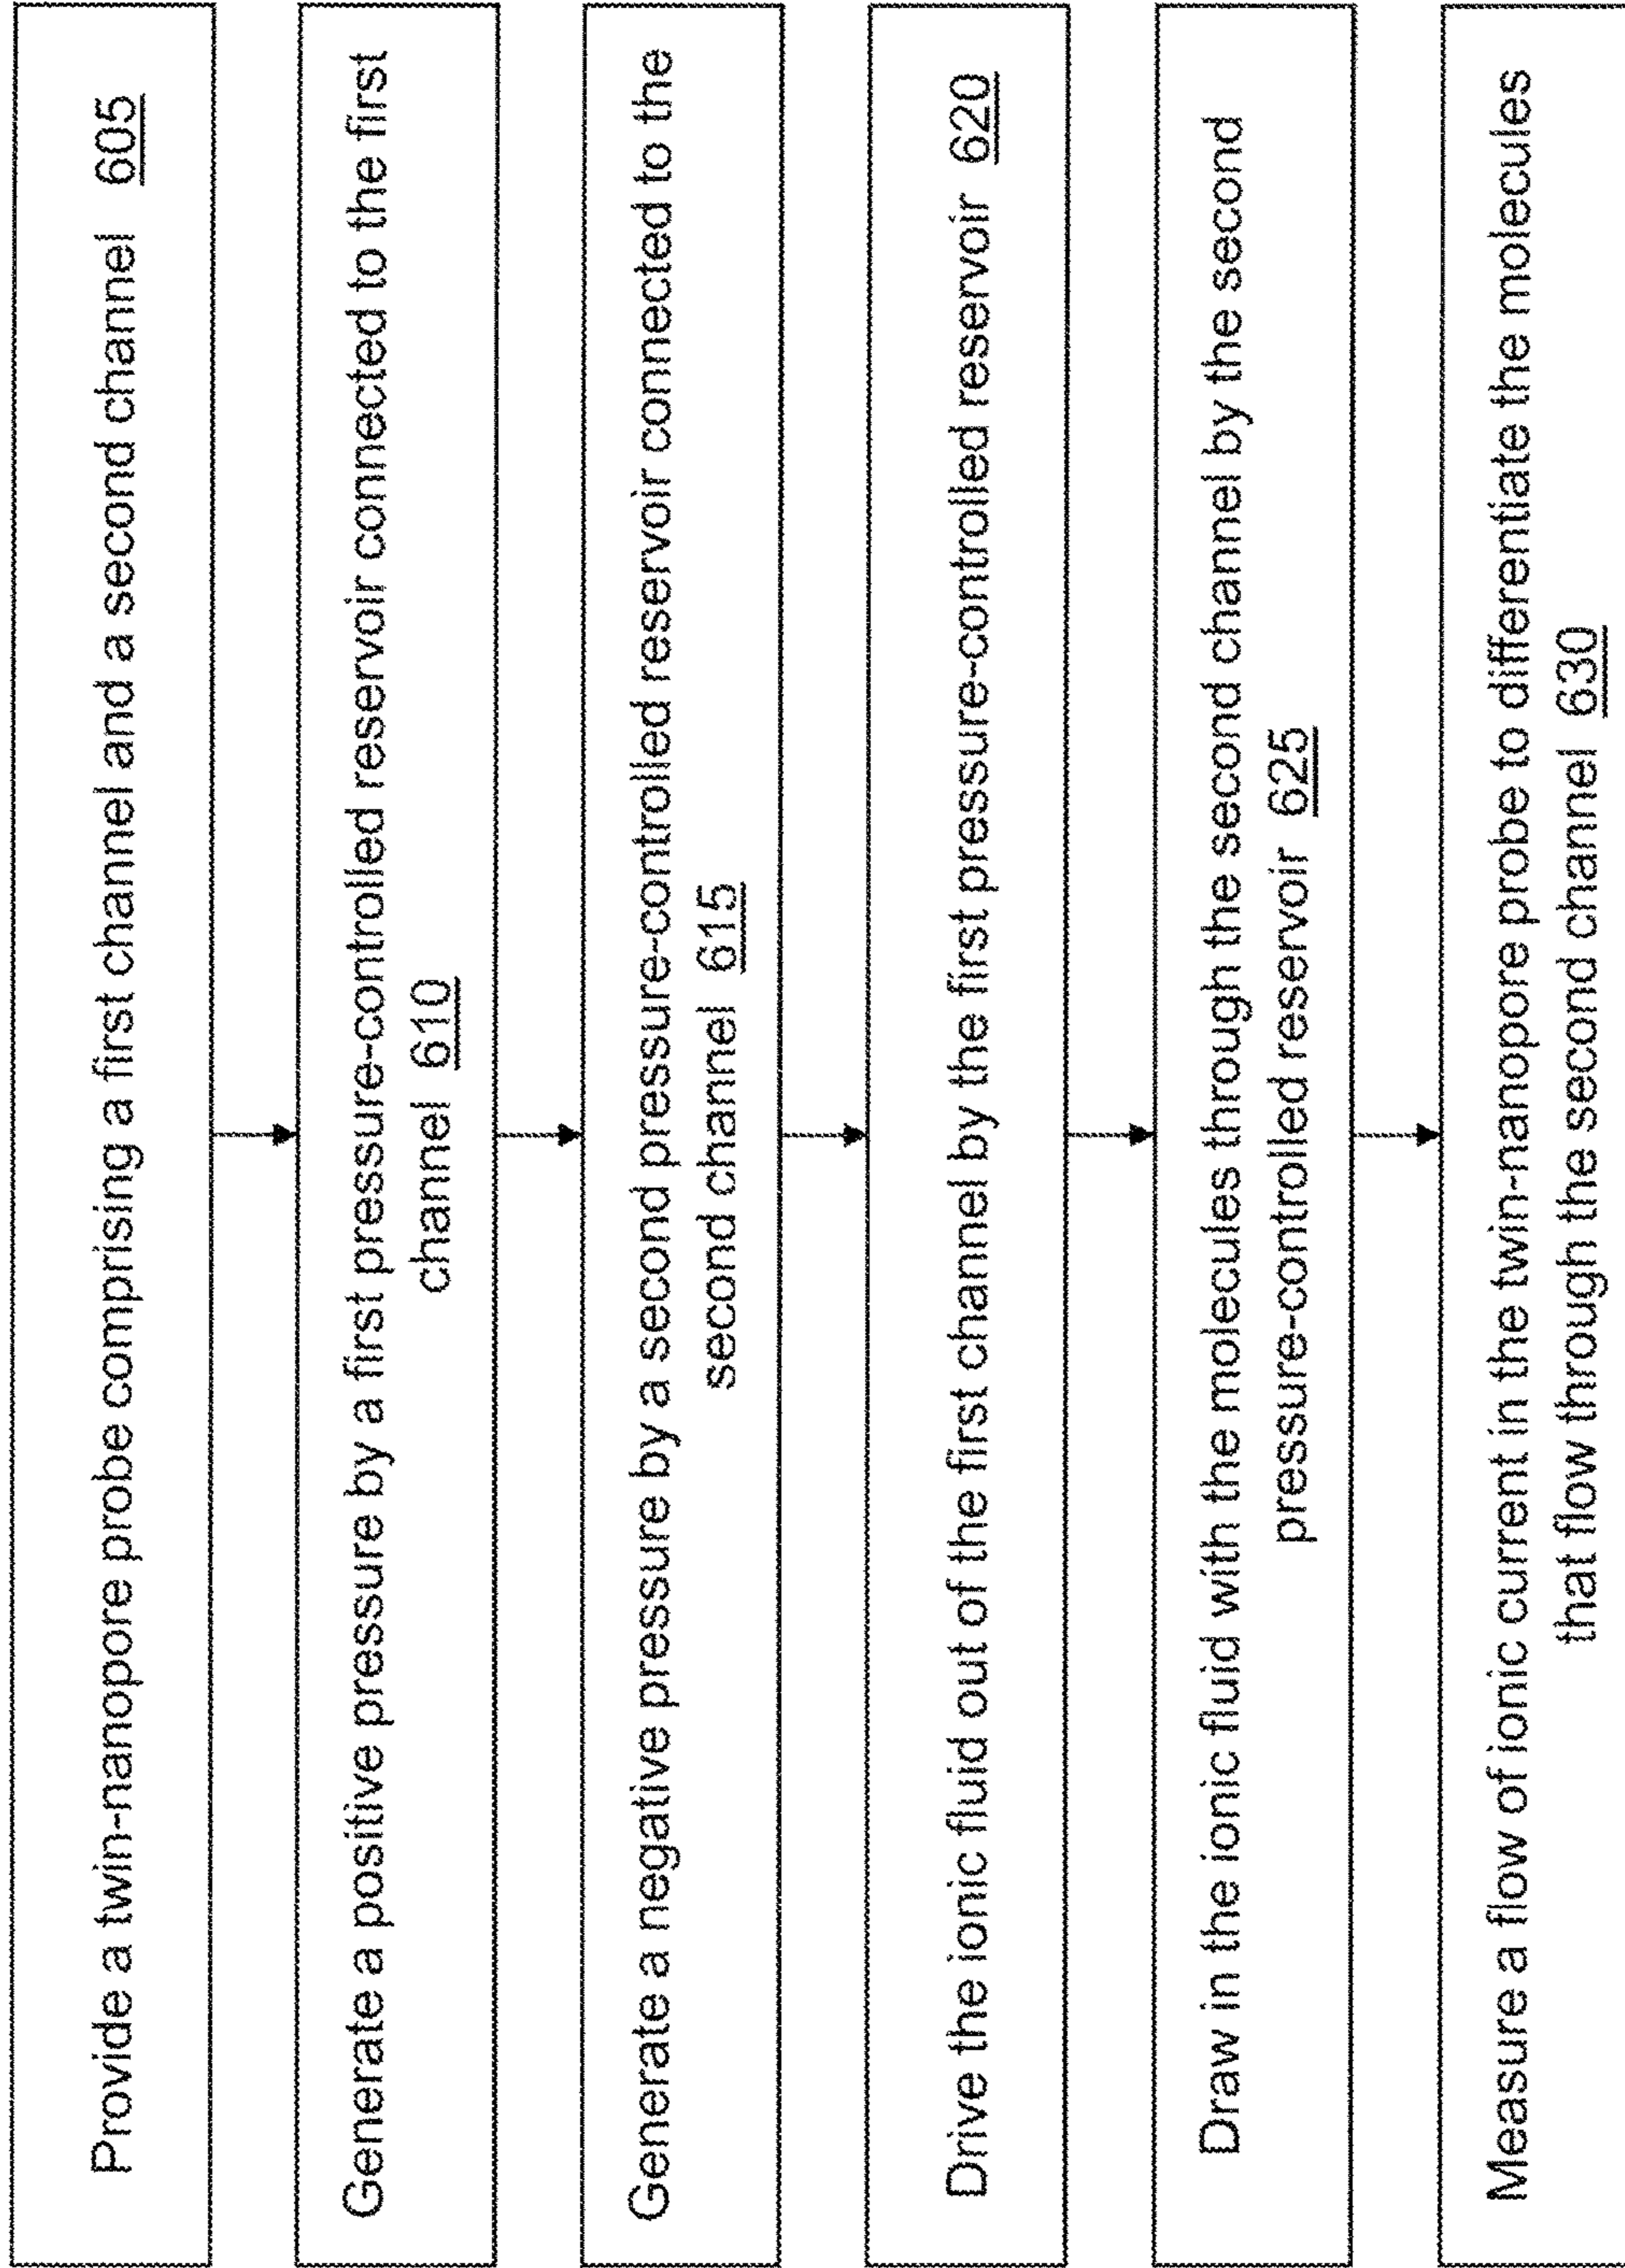 Provide a twin-nanopore probe comprising a first channel and a second channel 605
Generate a positive pressure by a first pressure-controlled reservoir connected to the first
channel 610
Generate a negative pressure by a second pressure-controlled reservoir connected to the
second channel 615
Drive the ionic fluid out of the first channel by the first pressure-controlled reservoir 620
Draw in the ionic fluid with the molecules through the second channel by the second
pressure-controlled reservoir 625
Measure a flow of ionic current in the twin-nanopore probe to differentiate the molecules
that flow through the second channel 630